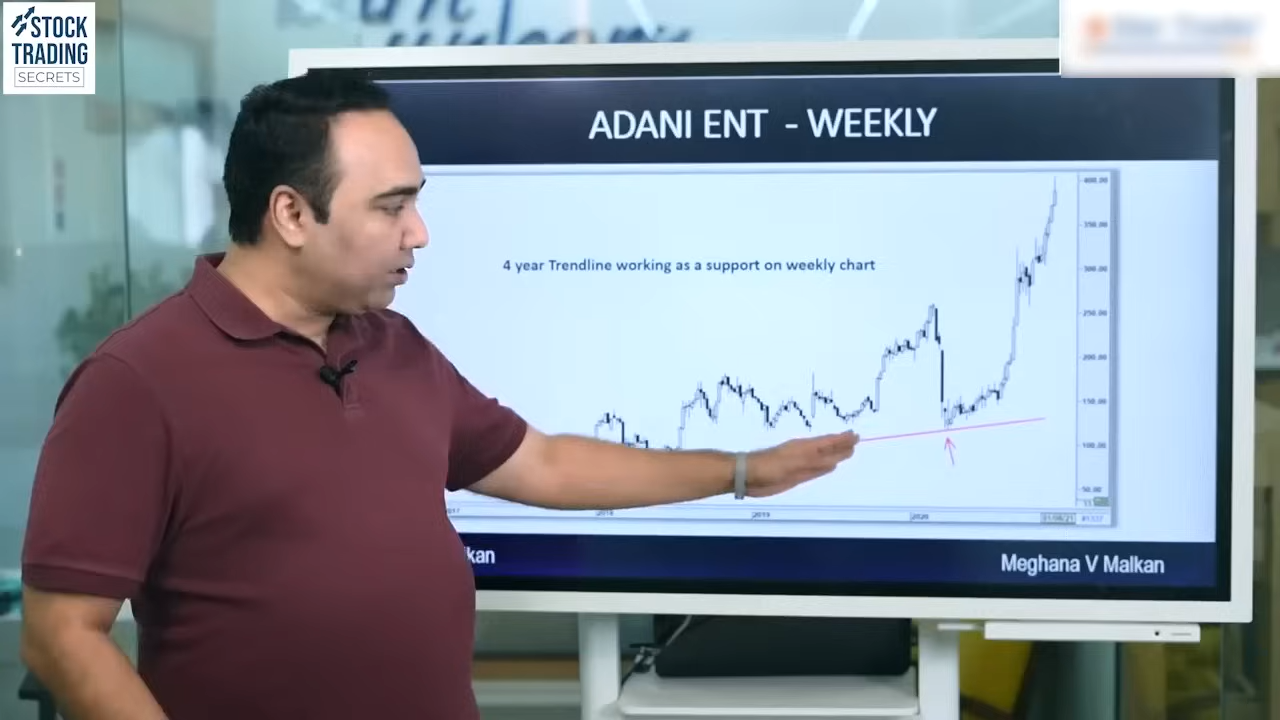 STOCK
TRADING
SECRETS
ADANI ENT - WEEKLY
4 year Trendline working as a support on weekly chart
400.00
350.00
300.00
250.00
200.00
150.00
100.00
50.00
2017
2018
2019
2020
lkan
Meghana V Malkan